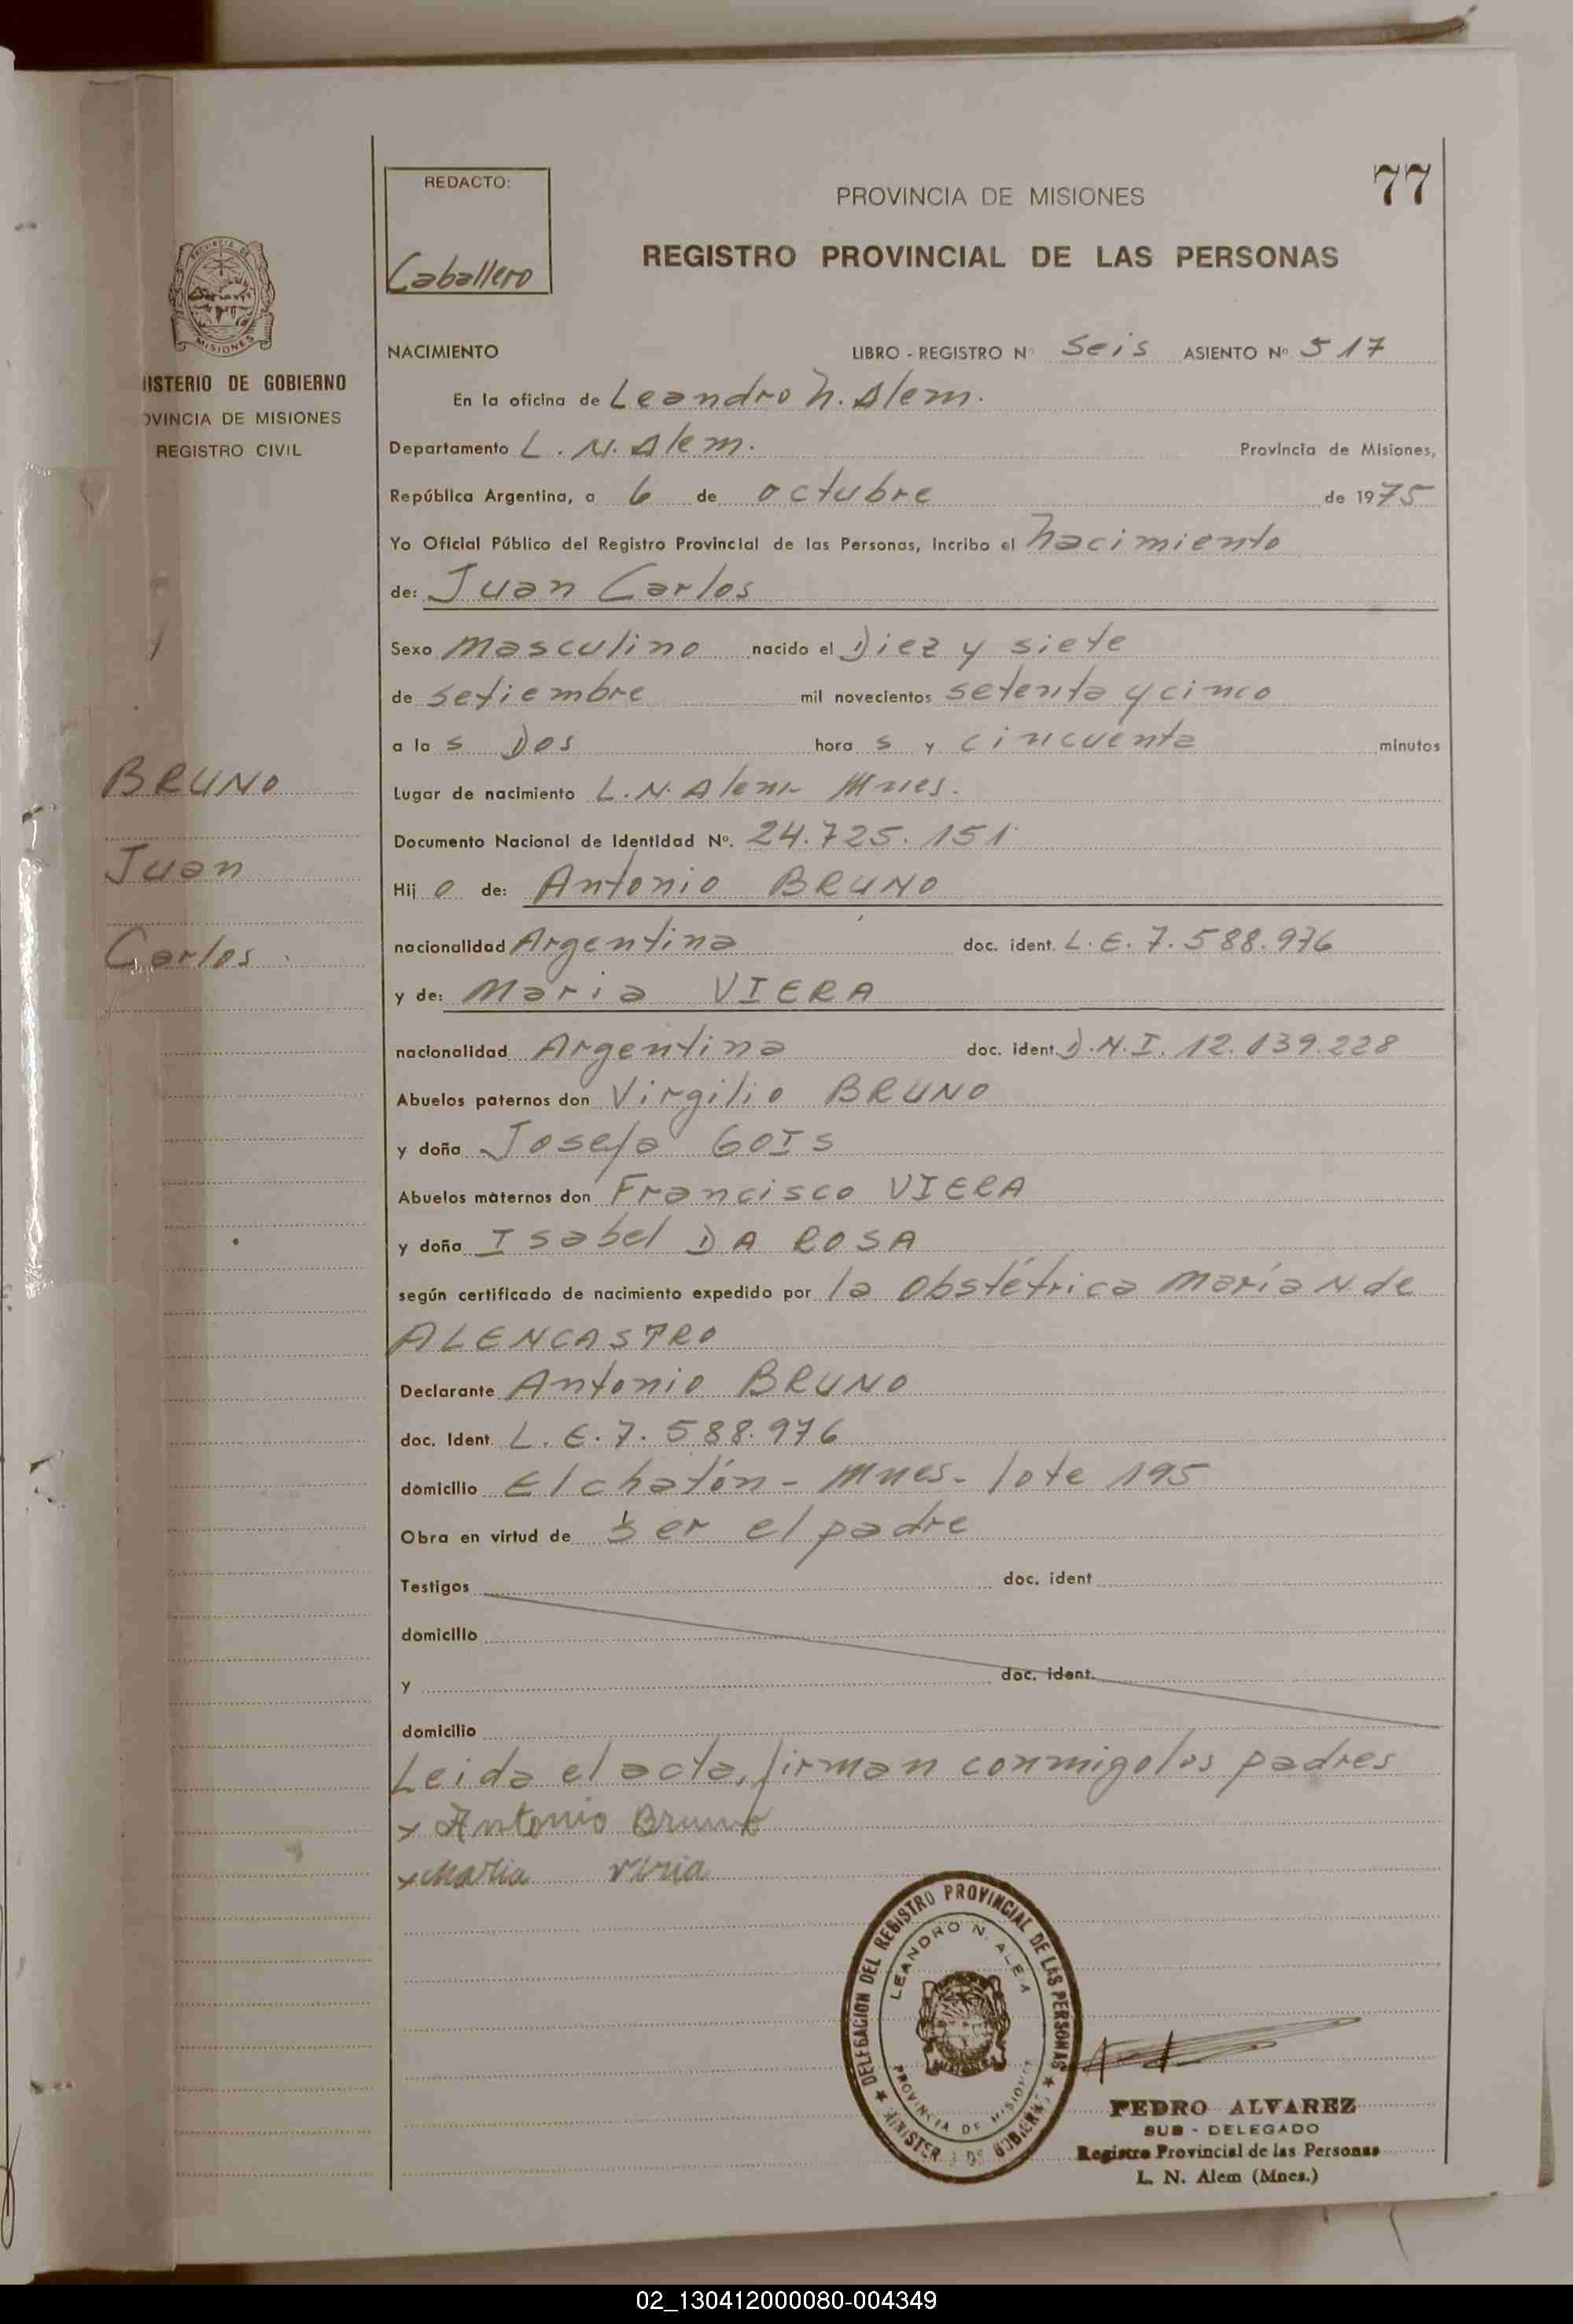 REDACTO:
Caballero
PROVINCIA DE MISIONES
77
REGISTRO PROVINCIAL DE LAS PERSONAS
PROVINCIA DE
MISIONES
NISTERIO DE GOBIERNO
OVINCIA DE MISIONES
REGISTRO CIVIL
BRUNO
Juan
Carlos
NACIMIENTO LIBRO - REGISTRO Nº Seis ASIENTO Nº 517
En la oficina de Leandro N. Alem.
Departamento L. N. Alem. Provincia de Misiones,
República Argentina, a 6 de octubre de 1975
Yo Oficial Público del Registro Provincial de las Personas, incribo el nacimiento
de: Juan Carlos
Sexo masculino nacido el Diez y siete
de setiembre mil novecientos setenta y cinco
a la s Dos hora s y cincuenta minutos
Lugar de nacimiento L. N. Alem- Mnes.
Documento Nacional de Identidad Nº. 24.725.151
Hij o de: Antonio BRUNO
nacionalidad Argentina doc. ident. L. E. 7.588.976
y de: Maria VIERA
nacionalidad Argentina doc. ident. D.N.I. 12.139.228
Abuelos paternos don Virgilio BRUNO
y doña Josefa GOIS
Abuelos maternos don Francisco VIERA
y doña Isabel DA ROSA
según certificado de nacimiento expedido por la Obstétrica María N de
ALENCASTRO
Declarante Antonio BRUNO
doc. Ident. L. E. 7. 588.976
domicilio El chatón - Mnes- lote 195
Obra en virtud de ser el padre
Testigos doc. ident
domicilio
y doc. ident.
domicilio
Leida el acta, firman conmigo los padres
x Antonio Bruno
x Maria
DELEGACION DEL REGISTRO PROVINCIAL DE LAS PERSONAS
LEANDRO N. ALEM
PROVINCIA DE MISIONES
MINISTERIO DE GOBIERNO
PEDRO ALVAREZ
SUB - DELEGADO
Registro Provincial de las Personas
L. N. Alem (Mnes.)
02_130412000080-004349